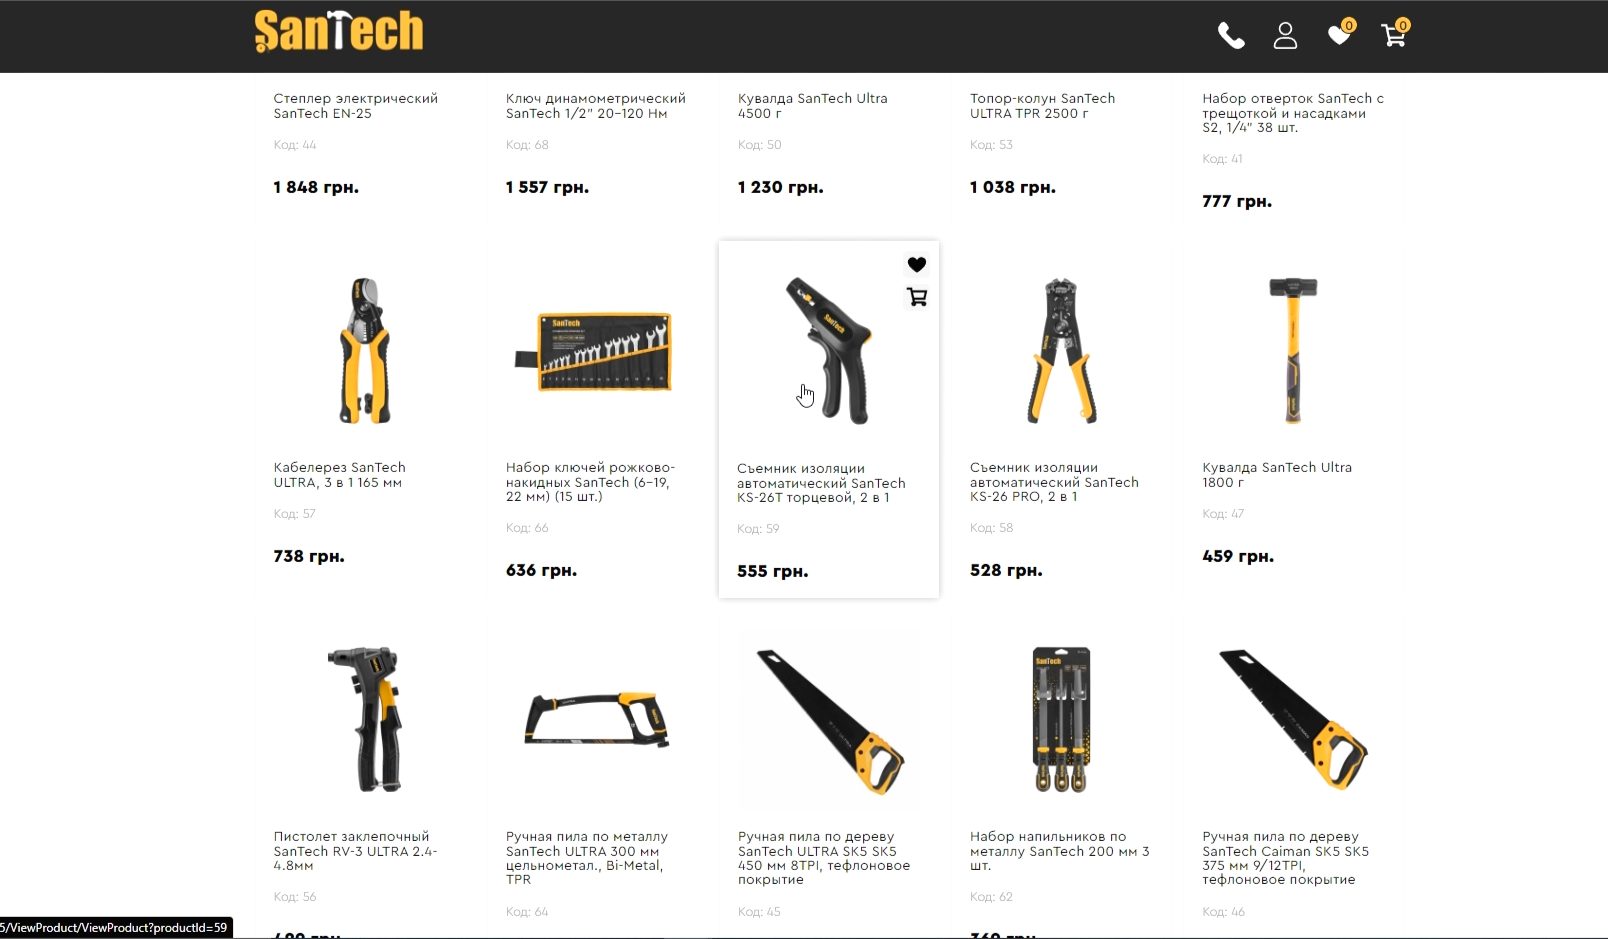 SanTech
0
0
Степлер электрический
SanTech EN-25
Код: 44
1 848 грн.
Ключ динамометрический
SanTech 1/2" 20-120 Нм
Код: 68
1 557 грн.
Кувалда SanTech Ultra
4500 г
Код: 50
1 230 грн.
Топор-колун SanTech
ULTRA TPR 2500 г
Код: 53
1 038 грн.
Набор отверток SanTech с
трещоткой и насадками
S2, 1/4" 38 шт.
Код: 41
777 грн.
Кабелерез SanTech
ULTRA, 3 в 1 165 мм
Код: 57
738 грн.
SanTech
Набор ключей рожково-
накидных SanTech (6-19,
22 мм) (15 шт.)
Код: 66
636 грн.
SanTech
Съемник изоляции
автоматический SanTech
KS-26T торцевой, 2 в 1
Код: 59
555 грн.
Съемник изоляции
автоматический SanTech
KS-26 PRO, 2 в 1
Код: 58
528 грн.
Кувалда SanTech Ultra
1800 г
Код: 47
459 грн.
Пистолет заклепочный
SanTech RV-3 ULTRA 2.4-
4.8мм
Код: 56
Ручная пила по металлу
SanTech ULTRA 300 мм
цельнометал., Bi-Metal,
TPR
Код: 64
Ручная пила по дереву
SanTech ULTRA SK5 SK5
450 мм 8TPI, тефлоновое
покрытие
Код: 45
SanTech
Набор напильников по
металлу SanTech 200 мм 3
шт.
Код: 62
Ручная пила по дереву
SanTech Caiman SK5 SK5
375 мм 9/12TPI,
тефлоновое покрытие
Код: 46
5/ViewProduct/ViewProduct?productId=59